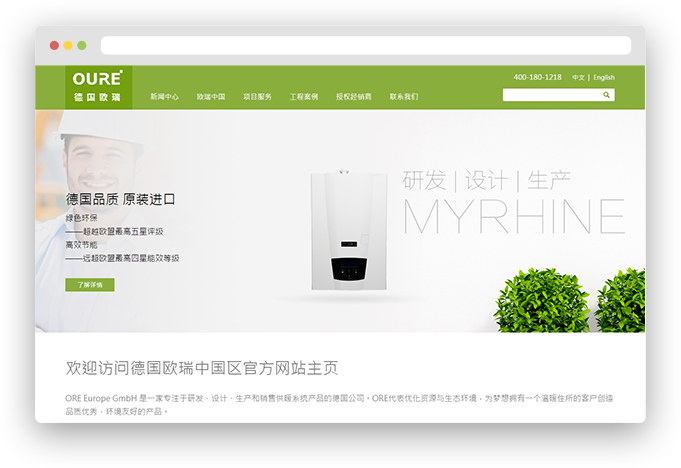 OURE
德国欧瑞
400-180-1218 中文 | English
新闻中心 欧瑞中国 项目服务 工程案例 授权经销商 联系我们
研发 | 设计 | 生产
MYRHINE
德国品质 原装进口
绿色环保
——超越欧盟最高五星评级
高效节能
——远超欧盟最高四星能效等级
了解详情
欢迎访问德国欧瑞中国区官方网站主页
ORE Europe GmbH 是一家专注于研发、设计、生产和销售供暖系统产品的德国公司。ORE代表优化资源与生态环境，为梦想拥有一个温暖住所的客户创造
品质优秀、环境友好的产品。